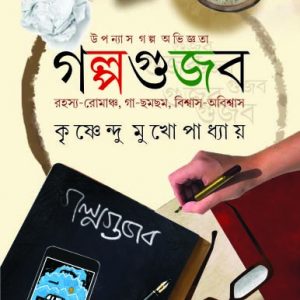 উপন্যাস গল্প অভিজ্ঞতা
গল্পগুজব
রহস্য-রোমাঞ্চ, গা-ছমছম, বিশ্বাস-অবিশ্বাস
কৃষ্ণেন্দু মুখোপাধ্যায়
গল্পগুজব